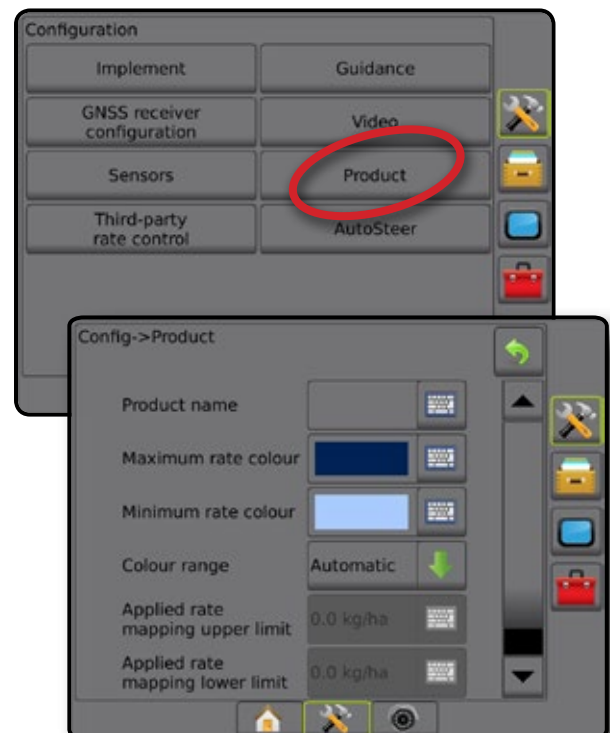 Configuration
Implement
Guidance
GNSS receiver
configuration
Video
Sensors
Product
Third-party
rate control
AutoSteer
Config->Product
Product name
Maximum rate colour
Minimum rate colour
Colour range
Automatic
Applied rate
mapping upper limit
0.0 kg/ha
Applied rate
mapping lower limit
0.0 kg/ha